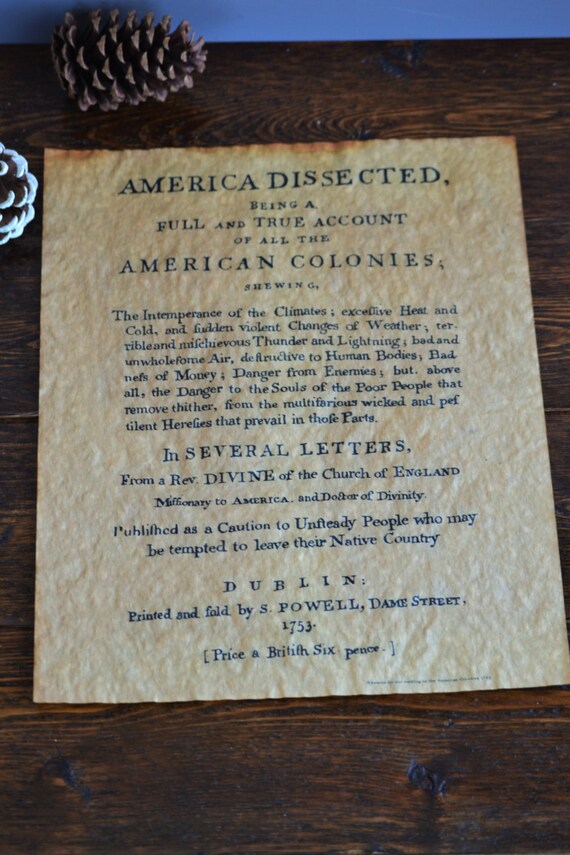 AMERICA DISSECTED,
BEING A
FULL AND TRUE ACCOUNT
OF ALL THE
AMERICAN COLONIES;
SHEWING,
The Intemperance of the Climates; exceſſive Heat and
Cold, and ſudden violent Changes of Weather; ter-
rible and miſchievous Thunder and Lightning; bad and
unwholeſome Air, deſtructive to Human Bodies; Bad
neſs of Money; Danger from Enemies; but. above
all, the Danger to the Souls of the Poor People that
remove thither, from the multifarious wicked and peſ
tilent Hereſies that prevail in thoſe Parts.
In SEVERAL LETTERS,
From a Rev. DIVINE of the Church of ENGLAND
Miſſionary to AMERICA. and Doctor of Divinity.
Publiſhed as a Caution to Unſteady People who may
be tempted to leave their Native Country
DUBLIN:
Printed and ſold by S. POWELL, DAME STREET,
1753.
[ Price a Britiſh Six pence. ]